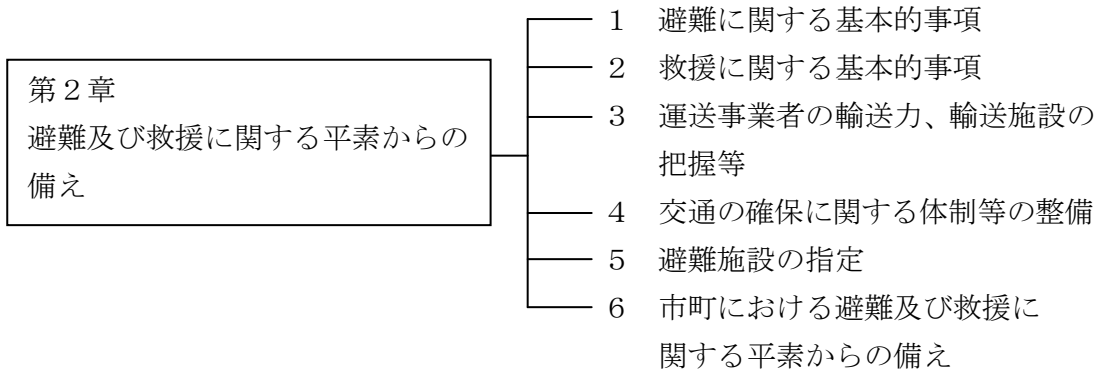 第２章
避難及び救援に関する平素からの
備え
１　避難に関する基本的事項
２　救援に関する基本的事項
３　運送事業者の輸送力、輸送施設の
把握等
４　交通の確保に関する体制等の整備
５　避難施設の指定
６　市町における避難及び救援に
関する平素からの備え